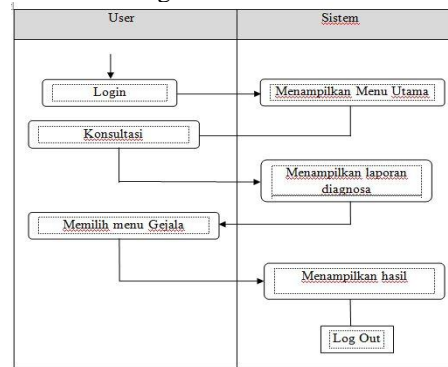 User
Sistem
Login
Menampilkan Menu Utama
Konsultasi
Menampilkan laporan
diagnosa
Memilih menu Gejala
Menampilkan hasil
Log Out